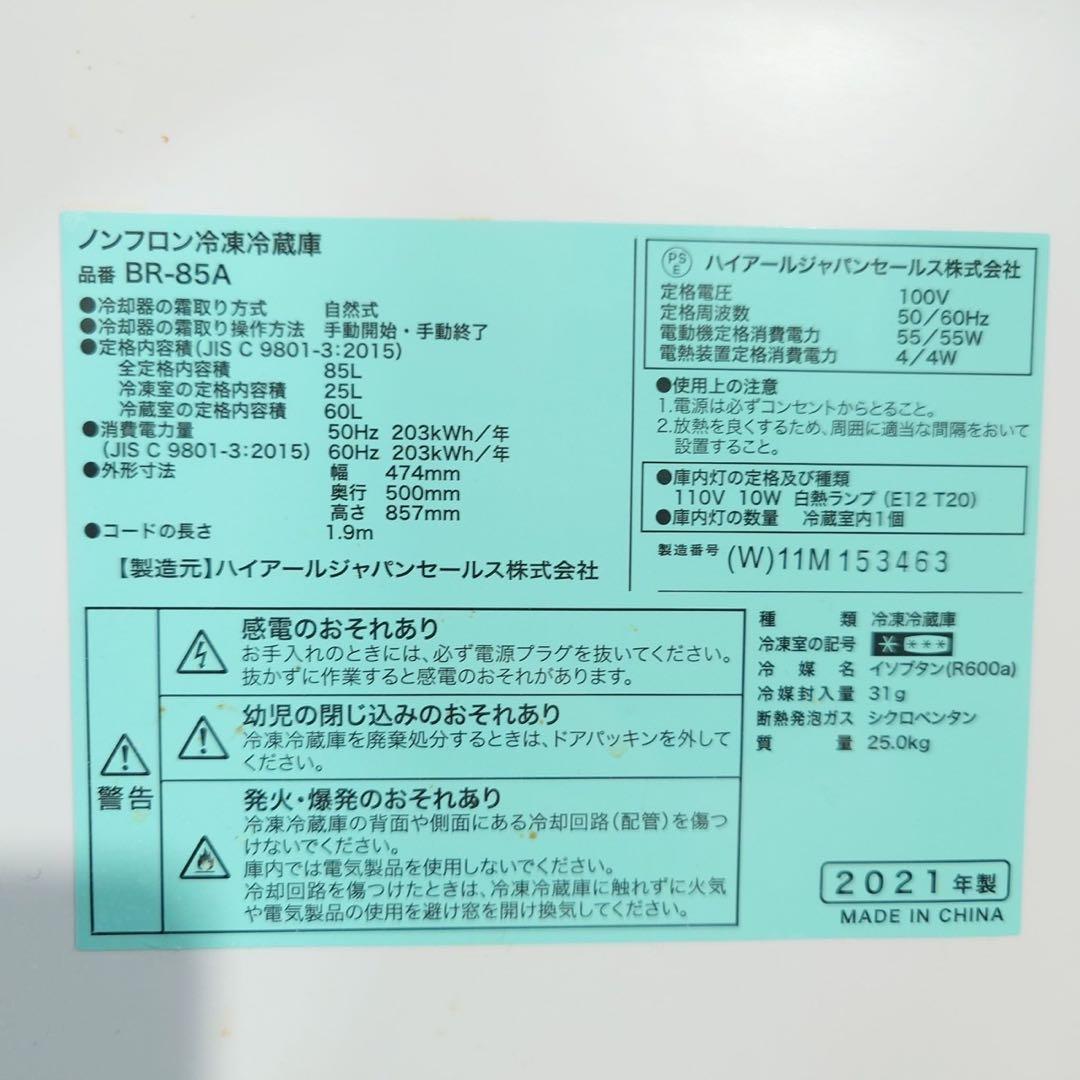 ノンフロン冷凍冷蔵庫
品番 BR-85A
●冷却器の霜取り方式 自然式
●冷却器の霜取り操作方法 手動開始・手動終了
●定格内容積(JIS C 9801-3:2015)
全定格内容積 85L
冷凍室の定格内容積 25L
冷蔵室の定格内容積 60L
●消費電力量 50Hz 203kWh/年
(JIS C 9801-3:2015) 60Hz 203kWh/年
●外形寸法 幅 474mm
奥行 500mm
高さ 857mm
●コードの長さ 1.9m
【製造元】ハイアールジャパンセールス株式会社
PS
E
ハイアールジャパンセールス株式会社
定格電圧 100V
定格周波数 50/60Hz
電動機定格消費電力 55/55W
電熱装置定格消費電力 4/4W
●使用上の注意
1.電源は必ずコンセントからとること。
2.放熱を良くするため、周囲に適当な間隔をおいて
設置すること。
●庫内灯の定格及び種類
110V 10W 白熱ランプ(E12 T20)
●庫内灯の数量 冷蔵室内1個
製造番号 (W)11M153463
警告
感電のおそれあり
お手入れのときには、必ず電源プラグを抜いてください。
抜かずに作業すると感電のおそれがあります。
幼児の閉じ込みのおそれあり
冷凍冷蔵庫を廃棄処分するときは、ドアパッキンを外して
ください。
発火・爆発のおそれあり
冷凍冷蔵庫の背面や側面にある冷却回路(配管)を傷つ
けないでください。
庫内では電気製品を使用しないでください。
冷却回路を傷つけたときは、冷凍冷蔵庫に触れずに火気
や電気製品の使用を避け窓を開け換気してください。
種類 冷凍冷蔵庫
冷凍室の記号 * ***
冷媒名 イソブタン(R600a)
冷媒封入量 31g
断熱発泡ガス シクロペンタン
質量 25.0kg
2021年製
MADE IN CHINA